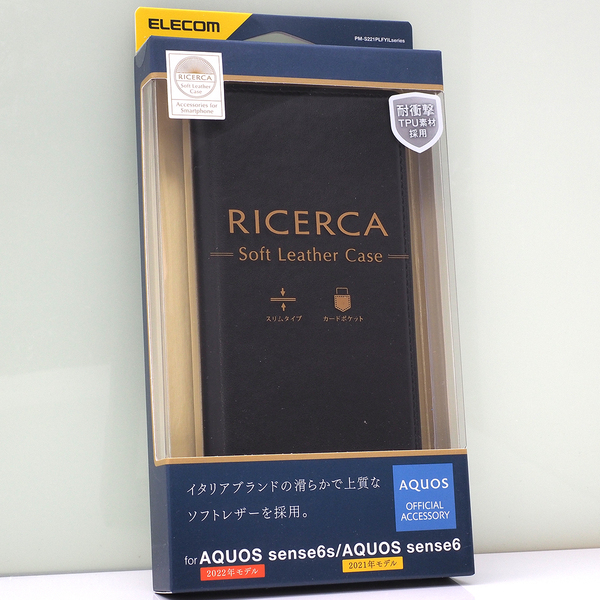 ELECOM
PM-S221PLFYILseries
RICERCA
Soft Leather
Case
Accessories for
Smartphone
耐衝撃
TPU素材
採用
RICERCA
Soft Leather Case
スリムタイプ
カードポケット
イタリアブランドの滑らかで上質な
ソフトレザーを採用。
AQUOS
OFFICIAL
ACCESSORY
for AQUOS sense6s/AQUOS sense6
2022年モデル 2021年モデル